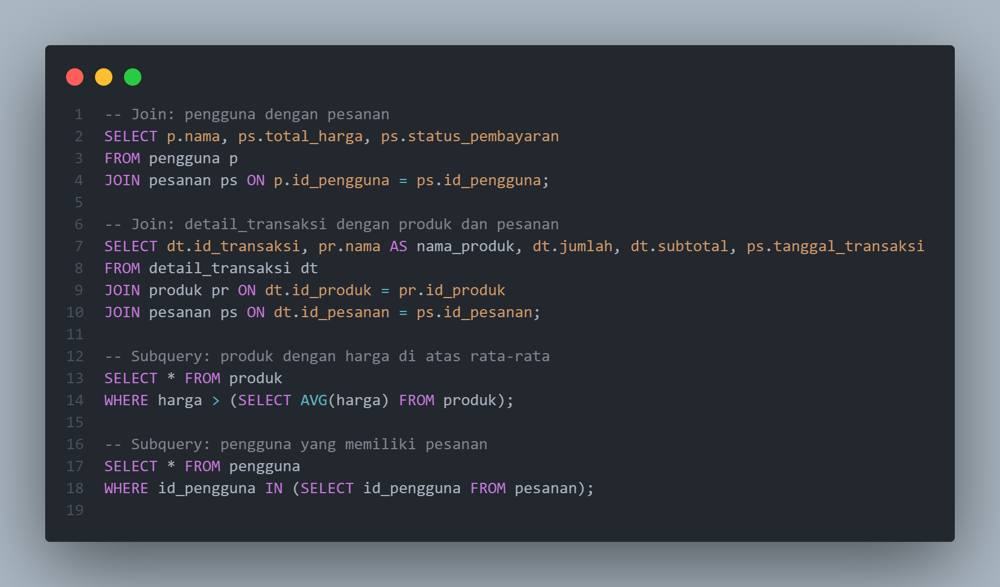 1 -- Join: pengguna dengan pesanan
2 SELECT p.nama, ps.total_harga, ps.status_pembayaran
3 FROM pengguna p
4 JOIN pesanan ps ON p.id_pengguna = ps.id_pengguna;
5
6 -- Join: detail_transaksi dengan produk dan pesanan
7 SELECT dt.id_transaksi, pr.nama AS nama_produk, dt.jumlah, dt.subtotal, ps.tanggal_transaksi
8 FROM detail_transaksi dt
9 JOIN produk pr ON dt.id_produk = pr.id_produk
10 JOIN pesanan ps ON dt.id_pesanan = ps.id_pesanan;
11
12 -- Subquery: produk dengan harga di atas rata-rata
13 SELECT * FROM produk
14 WHERE harga > (SELECT AVG(harga) FROM produk);
15
16 -- Subquery: pengguna yang memiliki pesanan
17 SELECT * FROM pengguna
18 WHERE id_pengguna IN (SELECT id_pengguna FROM pesanan);
19